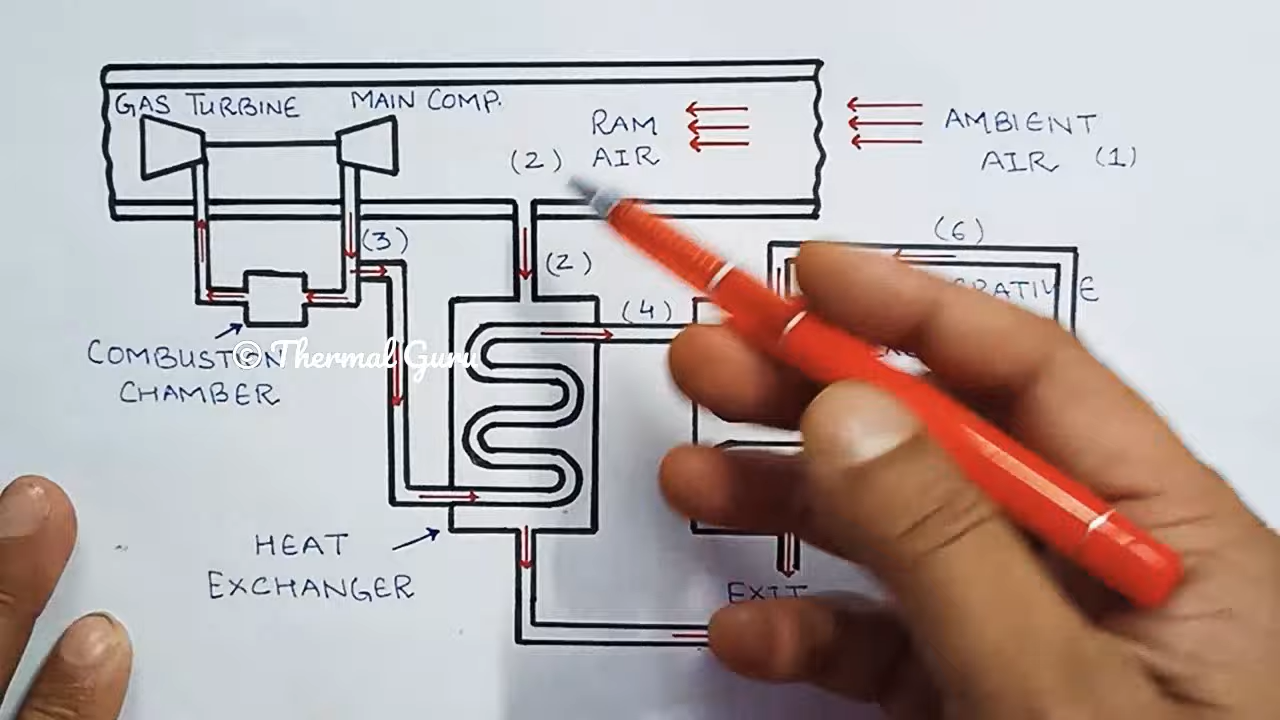 GAS TURBINE
MAIN COMP.
RAM
AIR
(2)
AMBIENT
AIR (1)
(3)
(2)
(6)
(4)
COMBUSTION
CHAMBER
© Thermal Guru
HEAT
EXCHANGER
EXIT